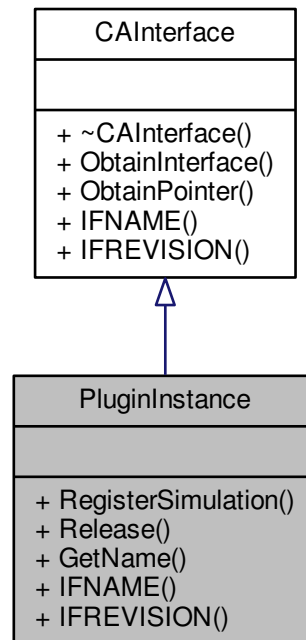 CAInterface
+ ~CAInterface()
+ ObtainInterface()
+ ObtainPointer()
+ IFNAME()
+ IFREVISION()
PluginInstance
+ RegisterSimulation()
+ Release()
+ GetName()
+ IFNAME()
+ IFREVISION()